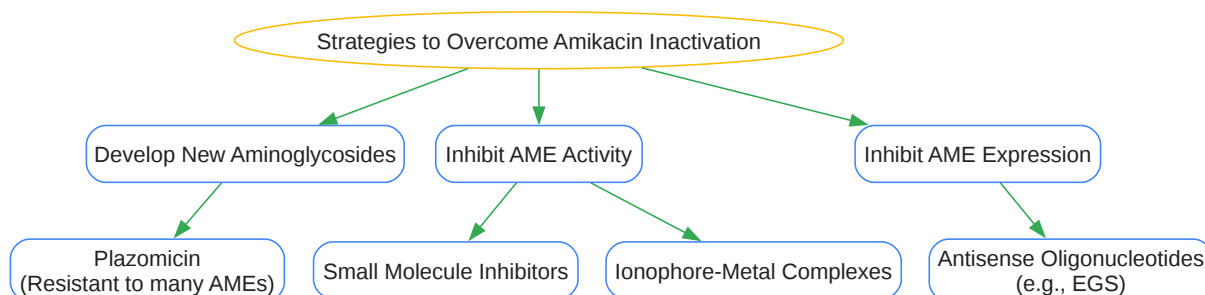 Strategies to Overcome Amikacin Inactivation
Develop New Aminoglycosides
Inhibit AME Activity
Inhibit AME Expression
Plazomicin
(Resistant to many AMEs)
Small Molecule Inhibitors
Ionophore-Metal Complexes
Antisense Oligonucleotides
(e.g., EGS)